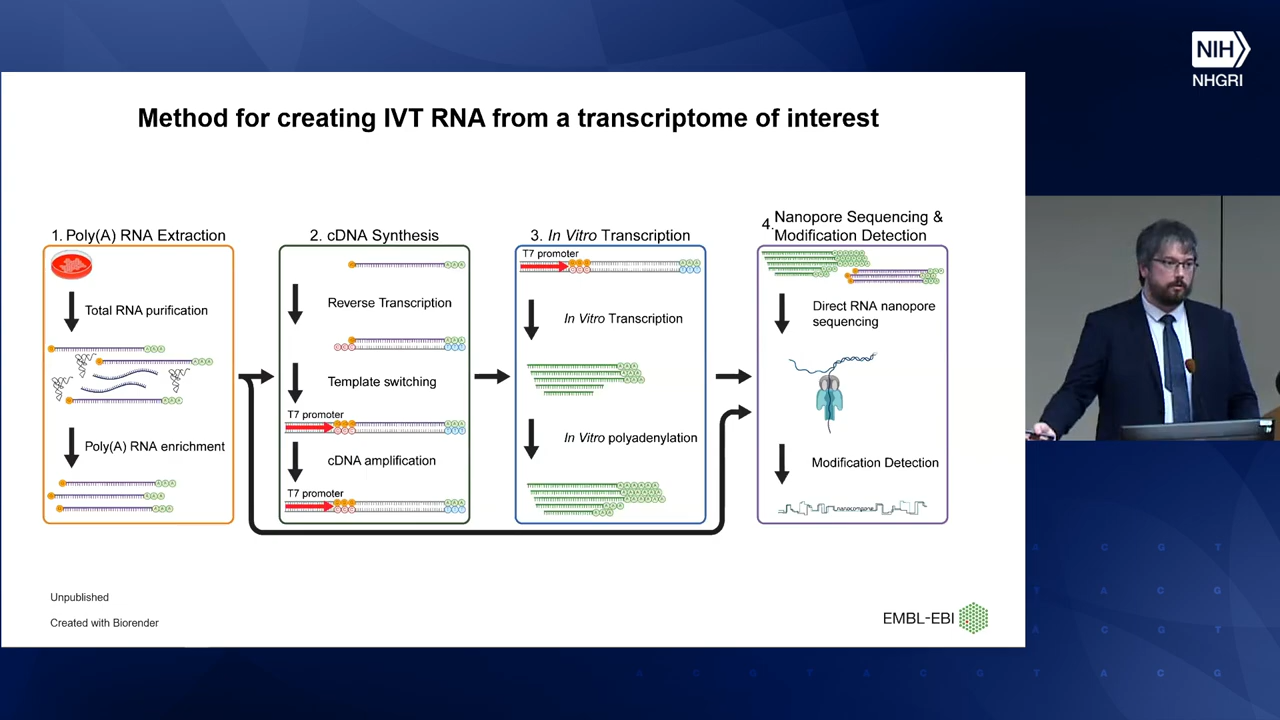 NIH
NHGRI
Method for creating IVT RNA from a transcriptome of interest
1. Poly(A) RNA Extraction
Total RNA purification
Poly(A) RNA enrichment
2. cDNA Synthesis
Reverse Transcription
Template switching
T7 promoter
cDNA amplification
T7 promoter
3. In Vitro Transcription
T7 promoter
In Vitro Transcription
In Vitro polyadenylation
4. Nanopore Sequencing &
Modification Detection
Direct RNA nanopore
sequencing
Modification Detection
nanocompore
Unpublished
Created with Biorender
EMBL-EBI